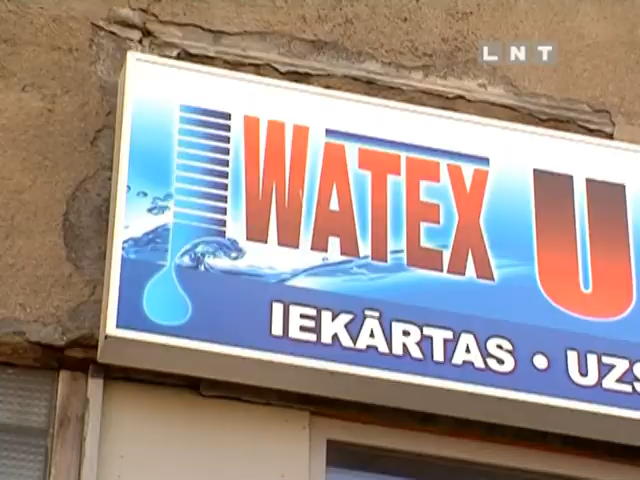 LNT
WATEX U
IEKĀRTAS • UZS